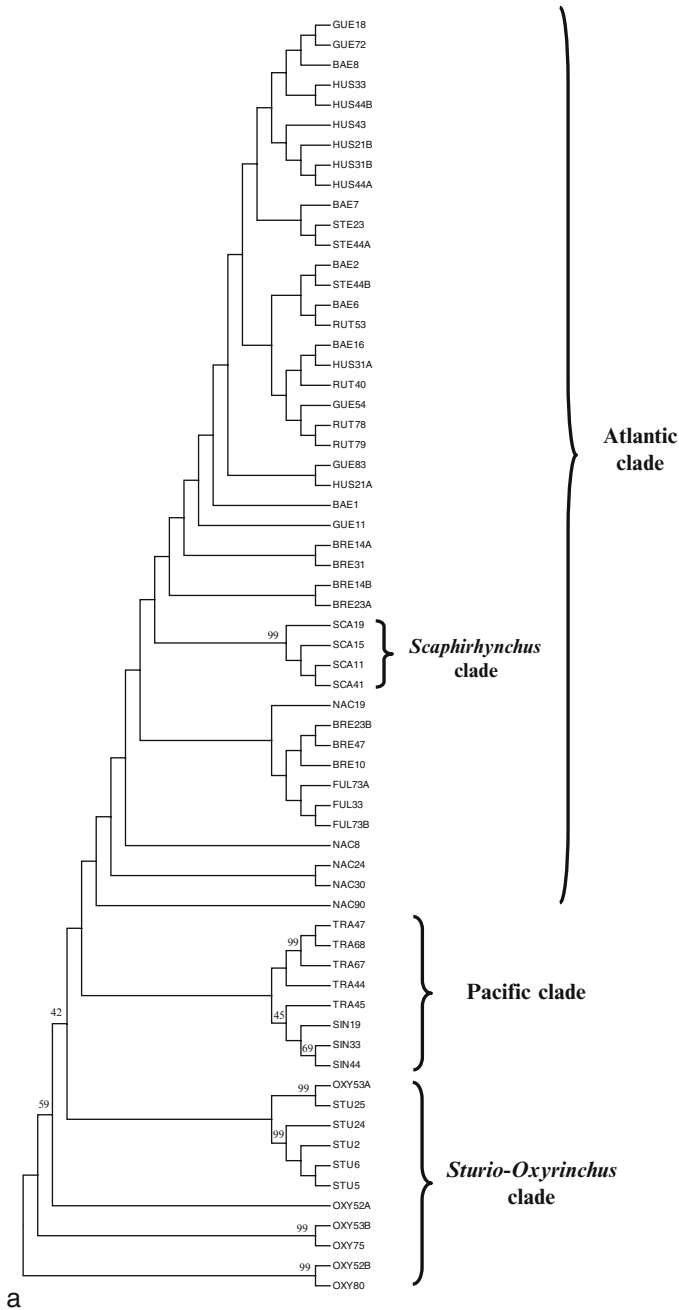 GUE18
GUE72
BAE8
HUS33
HUS44B
HUS43
HUS21B
HUS31B
HUS44A
BAE7
STE23
STE44A
BAE2
STE44B
BAE6
RUT53
BAE16
HUS31A
RUT40
GUE54
RUT78
RUT79
GUE83
HUS21A
BAE1
GUE11
BRE14A
BRE31
BRE14B
BRE23A
99
SCA19
SCA15
SCA11
SCA41
Scaphirhynchus
clade
NAC19
BRE23B
BRE47
BRE10
FUL73A
FUL33
FUL73B
NAC8
NAC24
NAC30
NAC90
Atlantic
clade
TRA47
99
TRA68
TRA67
TRA44
TRA45
45
SIN19
SIN33
69
SIN44
Pacific clade
42
OXY53A
99
STU25
STU24
99
STU2
STU6
STU5
59
OXY52A
OXY53B
99
OXY75
OXY52B
99
OXY80
Sturio-Oxyrinchus
clade
a